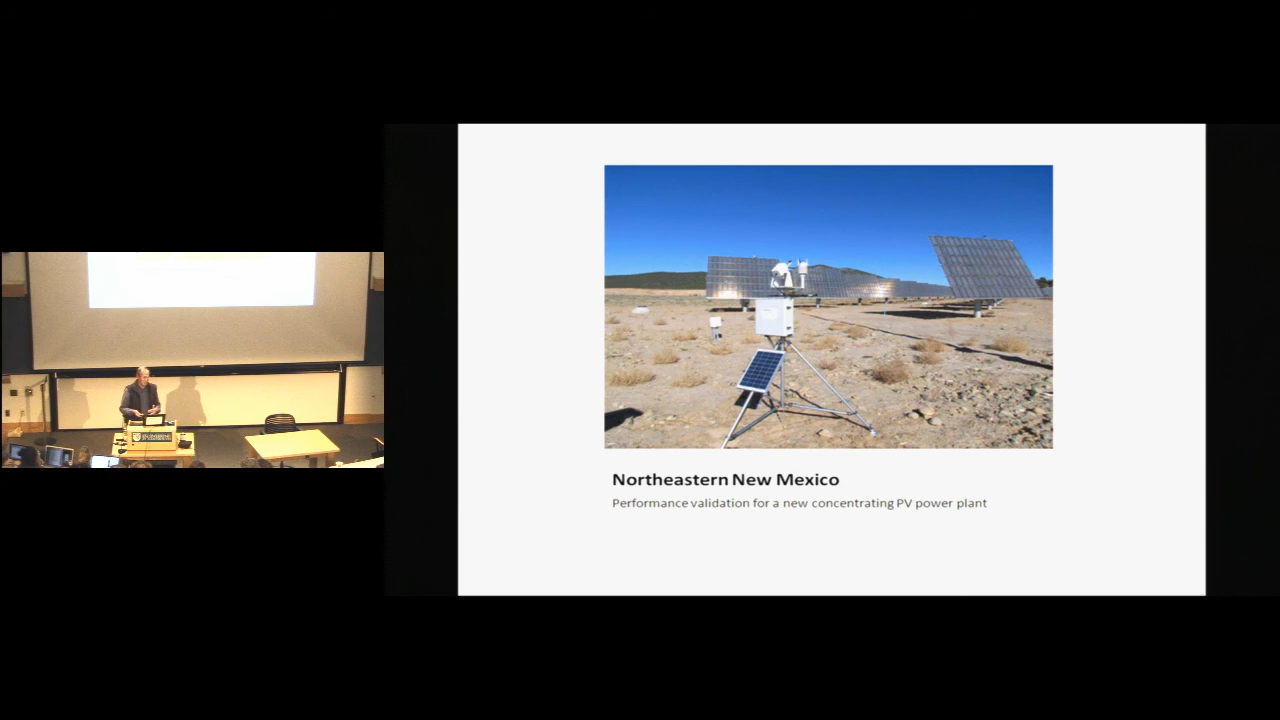 Northeastern New Mexico
Performance validation for a new concentrating PV power plant